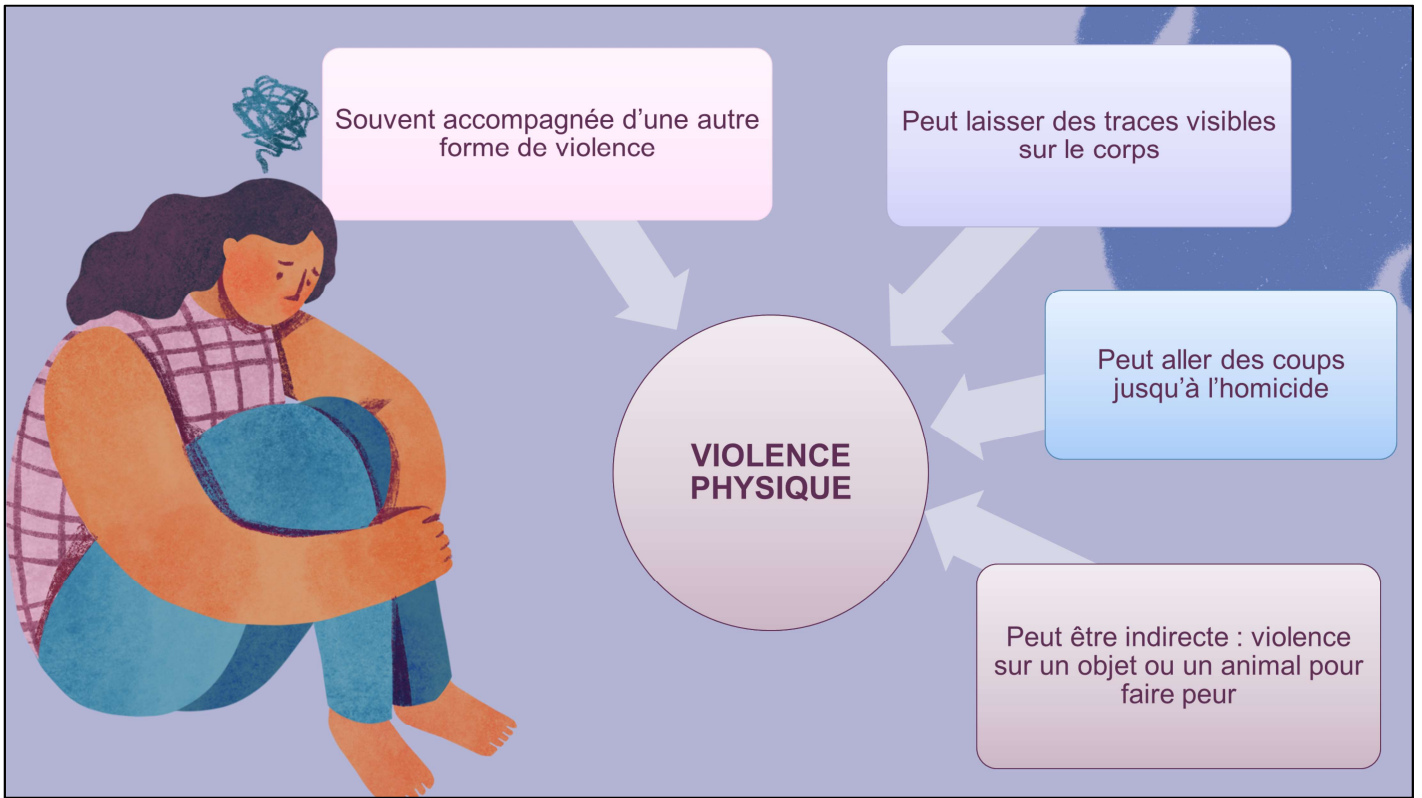 Souvent accompagnée d’une autre
forme de violence
Peut laisser des traces visibles
sur le corps
Peut aller des coups
jusqu’à l’homicide
VIOLENCE
PHYSIQUE
Peut être indirecte : violence
sur un objet ou un animal pour
faire peur